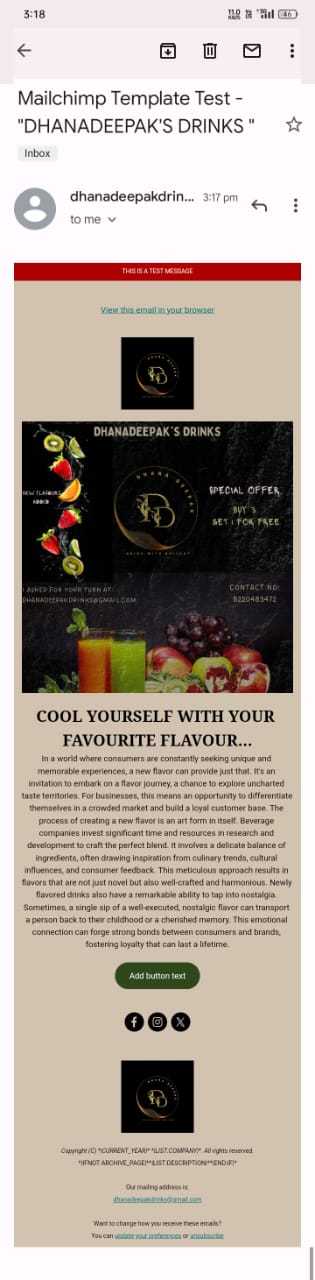 3:18
11.0
KB/S
5G
46
Mailchimp Template Test -
"DHANADEEPAK'S DRINKS "
Inbox
dhanadeepakdrin... 3:17 pm
to me
THIS IS A TEST MESSAGE
View this email in your browser
DHANADEEPAK'S DRINKS
NEW FLAVOURS
ADDED
DHANA DEEPAK
DRINK WITH DELIGHT
SPECIAL OFFER
BUY 3
GET 1 FOR FREE
I ASKED FOR YOUR TURN AT:
DHANADEEPAKDRINKS@GMAIL.COM
CONTACT NO:
8220483472
COOL YOURSELF WITH YOUR
FAVOURITE FLAVOUR...
In a world where consumers are constantly seeking unique and
memorable experiences, a new flavor can provide just that. It's an
invitation to embark on a flavor journey, a chance to explore uncharted
taste territories. For businesses, this means an opportunity to differentiate
themselves in a crowded market and build a loyal customer base. The
process of creating a new flavor is an art form in itself. Beverage
companies invest significant time and resources in research and
development to craft the perfect blend. It involves a delicate balance of
ingredients, often drawing inspiration from culinary trends, cultural
influences, and consumer feedback. This meticulous approach results in
flavors that are not just novel but also well-crafted and harmonious. Newly
flavored drinks also have a remarkable ability to tap into nostalgia.
Sometimes, a single sip of a well-executed, nostalgic flavor can transport
a person back to their childhood or a cherished memory. This emotional
connection can forge strong bonds between consumers and brands,
fostering loyalty that can last a lifetime.
Add button text
Copyright (C) *|CURRENT_YEAR|* *|LIST:COMPANY|*. All rights reserved.
*|IFNOT:ARCHIVE_PAGE|**|LIST:DESCRIPTION|**|END:IF|*
Our mailing address is:
dhanadeepakdrinks@gmail.com
Want to change how you receive these emails?
You can update your preferences or unsubscribe